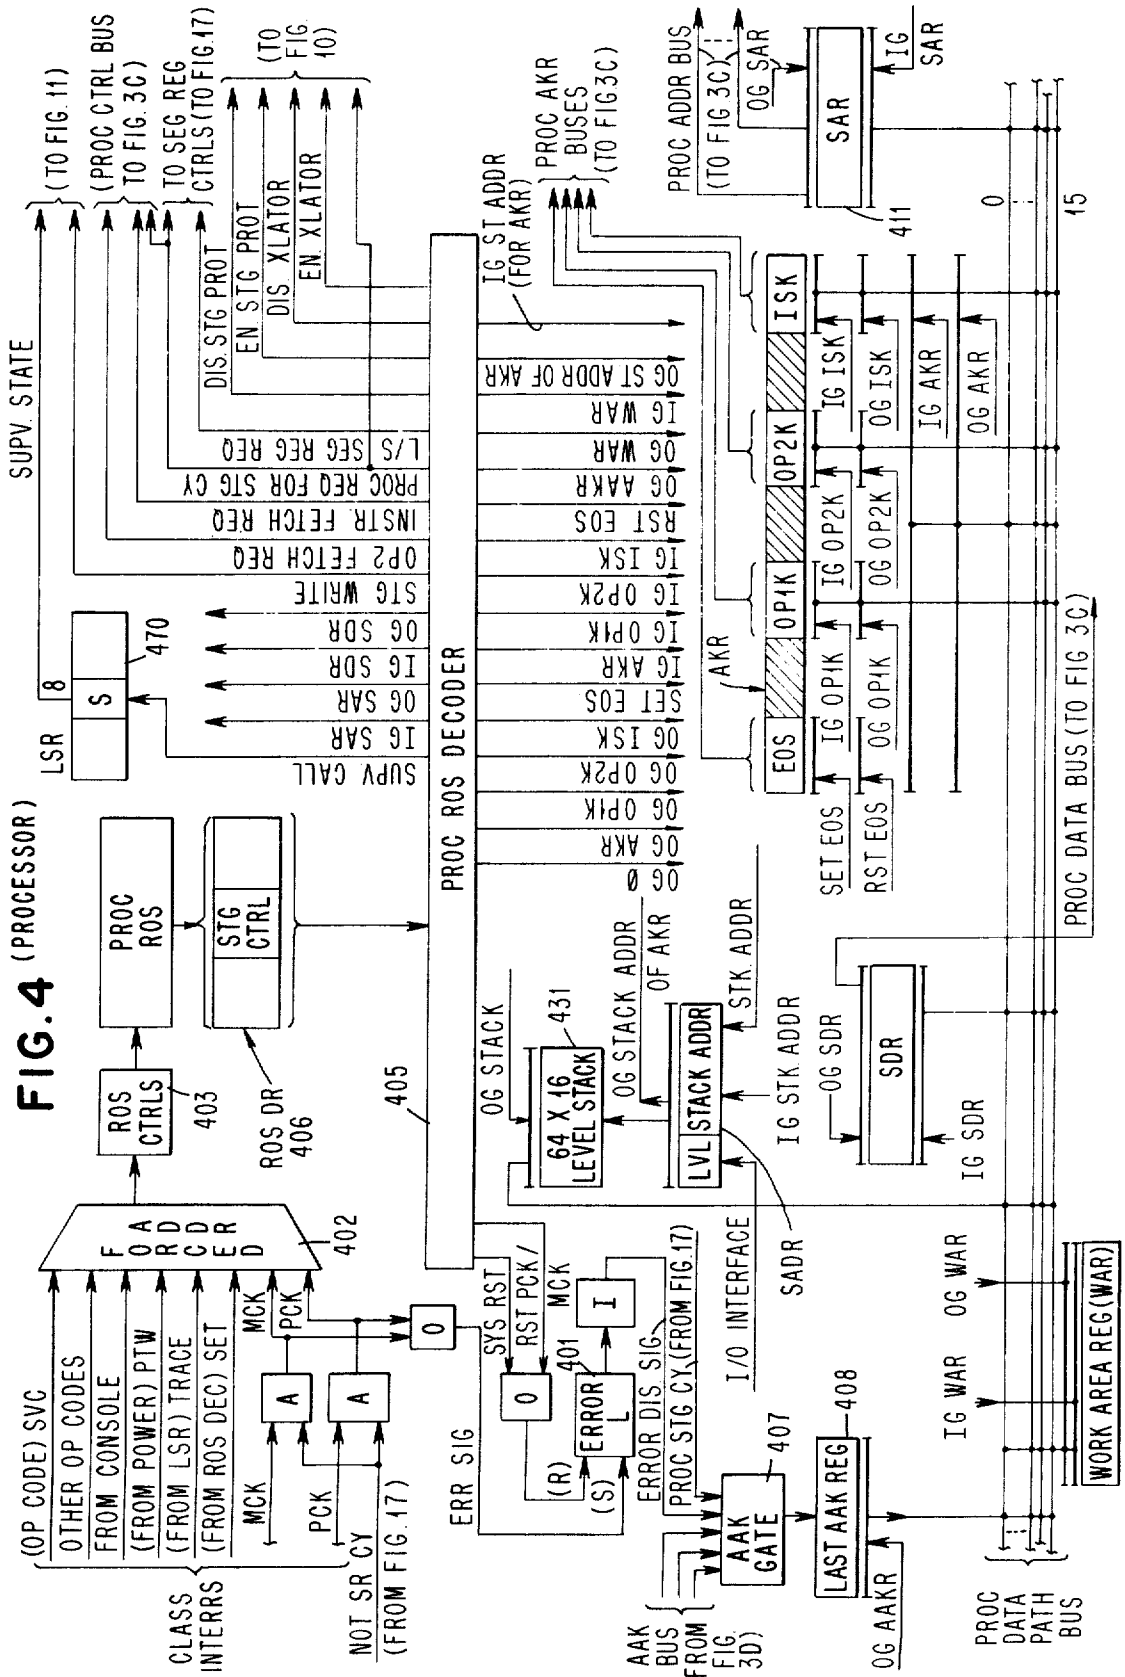 FIG. 4 (PROCESSOR)
CLASS
INTERRS
(OP CODE) SVC
OTHER OP CODES
FROM CONSOLE
(FROM POWER) PTW
(FROM LSR) TRACE
(FROM ROS DEC) SET
MCK
PCK
NOT SR CY
(FROM FIG. 17)
A
A
MCK
PCK
O
FORCED
ADDR
402
ROS
CTRLS
403
PROC
ROS
STG
CTRL
ROS DR
406
LSR
8
S
470
SUPV. STATE
(TO FIG. 11)
(PROC CTRL BUS
TO FIG. 3C)
TO SEG REG
CTRLS (TO FIG. 17)
(TO
FIG.
10)
DIS. STG PROT
EN STG PROT
DIS. XLATOR
EN. XLATOR
SUPV CALL
IG SAR
OG SAR
IG SDR
OG SDR
STG WRITE
OP2 FETCH REQ
INSTR. FETCH REQ
PROC REQ FOR STG CY
L/S SEG REG REQ
405
PROC ROS DECODER
OG 0
OG AKR
OG OP1K
OG OP2K
OG ISK
SET EOS
IG AKR
IG OP1K
IG OP2K
IG ISK
RST EOS
OG AAKR
OG WAR
IG WAR
OG ST ADDR OF AKR
IG ST ADDR
(FOR AKR)
ERR SIG
SYS RST
RST PCK/
MCK
O
(R)
(S)
401
ERROR
L
I
ERROR DIS. SIG
PROC STG CY (FROM FIG. 17)
AAK
BUS
FROM
FIG.
3D)
AAK
GATE
407
LAST AAK REG
408
OG AAKR
OG STACK
64 X 16
LEVEL STACK
431
OG STACK ADDR
OF AKR
LVL
STACK ADDR
STK. ADDR
IG STK ADDR
I/O INTERFACE
SADR
OG SDR
SDR
IG SDR
PROC DATA BUS (TO FIG 3C)
AKR
EOS
OP1K
OP2K
ISK
PROC AKR
BUSES
(TO FIG3C)
SET EOS
RST EOS
IG OP1K
OG OP1K
IG OP2K
OG OP2K
IG ISK
OG ISK
IG AKR
OG AKR
PROC ADDR BUS
(TO FIG 3C)
OG SAR
SAR
411
IG
SAR
0
15
PROC
DATA
PATH
BUS
IG WAR
OG WAR
WORK AREA REG (WAR)